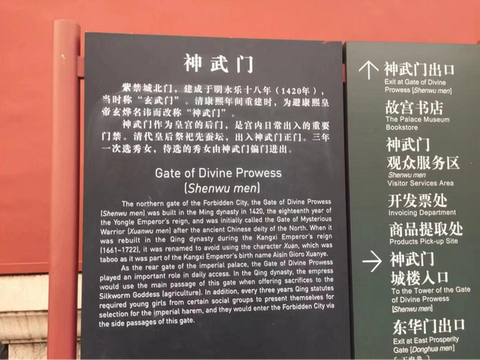 神武门
紫禁城北门，建成于明永乐十八年（1420年），
当时称“玄武门”。清康熙年间重建时，为避康熙皇
帝玄烨名讳而改称“神武门”。
神武门作为皇宫的后门，是宫内日常出入的重要
门禁。清代皇后祭祀先蚕坛，出入神武门正门。三年
一次选秀女，待选的秀女由神武门偏门进出。
Gate of Divine Prowess
(Shenwu men)
The northern gate of the Forbidden City, the Gate of Divine Prowess
(Shenwu men) was built in the Ming dynasty in 1420, the eighteenth year of
the Yongle Emperor's reign, and was initially called the Gate of Mysterious
Warrior (Xuanwu men) after the ancient Chinese deity of the North. When it
was rebuilt in the Qing dynasty during the Kangxi Emperor's reign
(1661–1722), it was renamed to avoid using the character Xuan, which was
taboo as it was part of the Kangxi Emperor's birth name Aisin Gioro Xuanye.
As the rear gate of the imperial palace, the Gate of Divine Prowess
played an important role in daily access. In the Qing dynasty, the empress
would use the main passage of this gate when offering sacrifices to the
Silkworm Goddess (agriculture). In addition, every three years Qing statutes
required young girls from certain social groups to present themselves for
selection for the imperial harem, and they would enter the Forbidden City via
the side passages of this gate.
神武门出口
Exit at Gate of Divine
Prowess (Shenwu men)
故宫书店
The Palace Museum
Bookstore
神武门
观众服务区
Shenwu men
Visitor Services Area
开发票处
Invoicing Department
商品提取处
Products Pick-up Site
神武门
城楼入口
To the Tower of the Gate
of Divine Prowess
(Shenwu men)
东华门出口
Exit at East Prosperity
Gate (Donghua men)